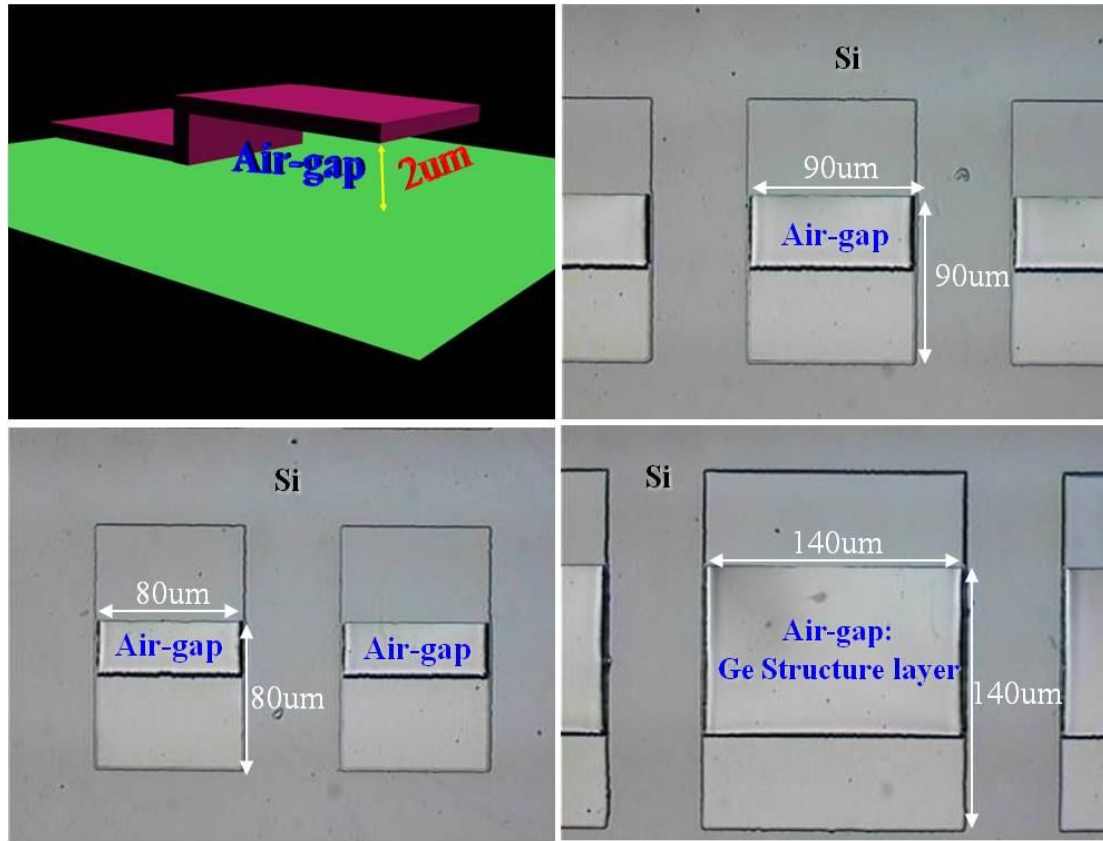 Air-gap
2um
Si
90um
Air-gap
90um
Si
80um
Air-gap
Air-gap
80um
Si
140um
Air-gap:
Ge Structure layer
140um